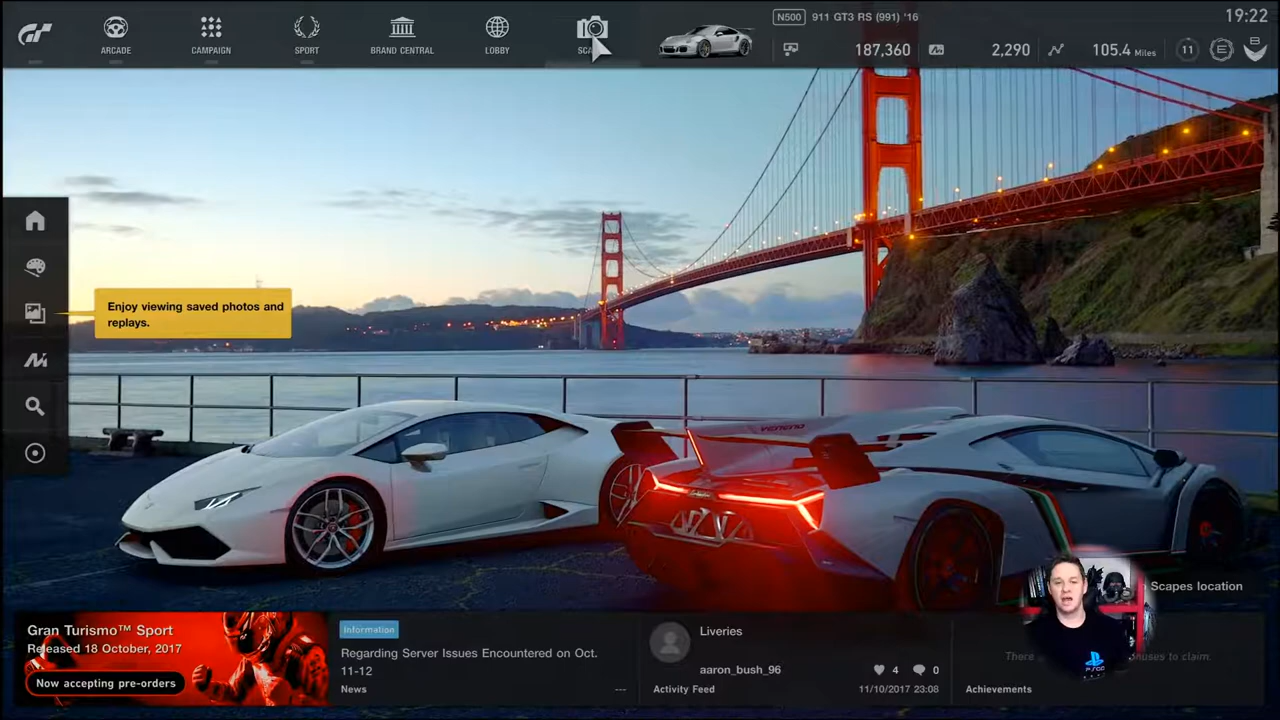 N500 911 GT3 RS (991) '16
19:22
ARCADE
CAMPAIGN
SPORT
BRAND CENTRAL
LOBBY
187,360
2,290
105.4 Miles
11
E
B
Enjoy viewing saved photos and
replays.
VENENO
Scapes location
Gran Turismo™ Sport
Released 18 October, 2017
Now accepting pre-orders
Information
Regarding Server Issues Encountered on Oct.
11-12
News
---
Liveries
aaron_bush_96
4
0
Activity Feed
11/10/2017 23:08
to claim.
Achievements